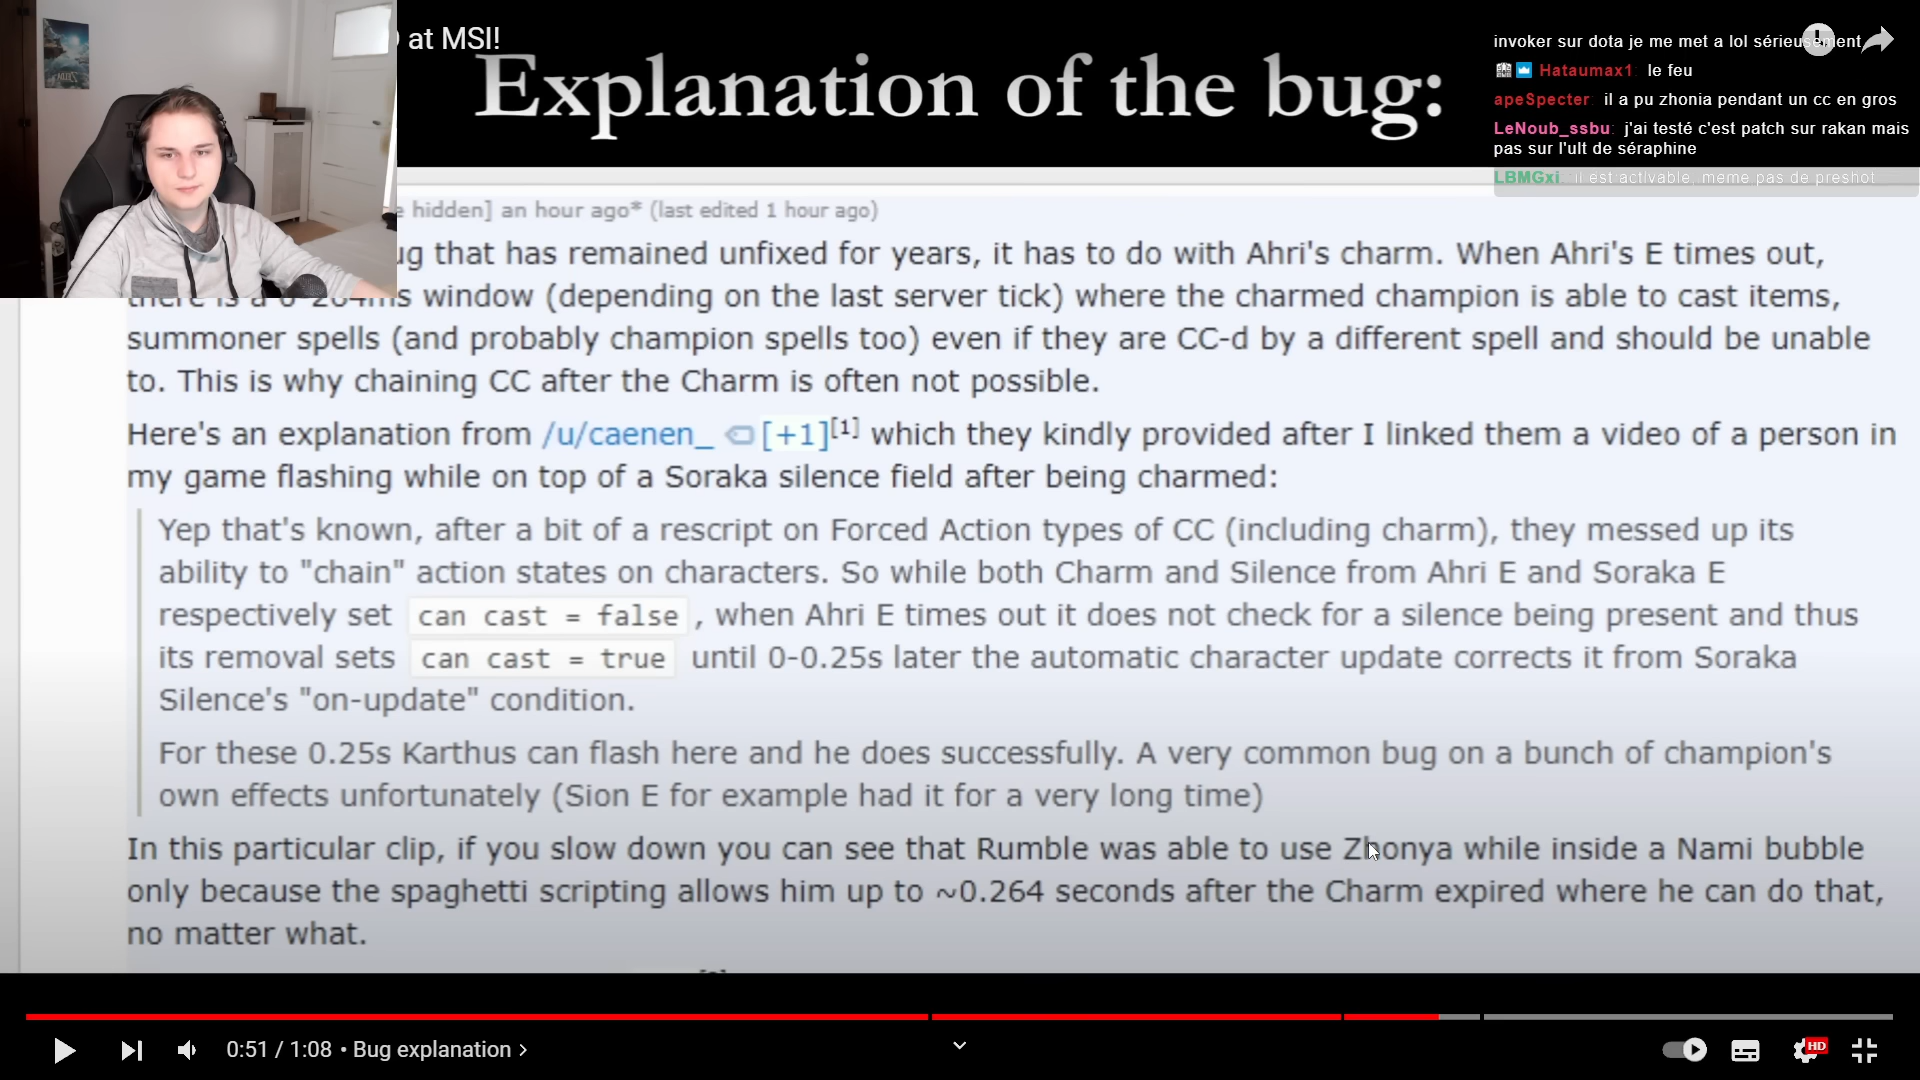 at MSI!
Explanation of the bug:
invoker sur dota je me met a lol sérieusement
Hataumax1: le feu
apeSpecter: il a pu zhonia pendant un cc en gros
LeNoub_ssbu: j'ai testé c'est patch sur rakan mais
pas sur l'ult de séraphine
LBMGxi: il est activable, meme pas de preshot
hidden] an hour ago* (last edited 1 hour ago)
that has remained unfixed for years, it has to do with Ahri's charm. When Ahri's E times out,
there is a 0-264ms window (depending on the last server tick) where the charmed champion is able to cast items,
summoner spells (and probably champion spells too) even if they are CC-d by a different spell and should be unable
to. This is why chaining CC after the Charm is often not possible.
Here's an explanation from /u/caenen_ [+1][1] which they kindly provided after I linked them a video of a person in
my game flashing while on top of a Soraka silence field after being charmed:
Yep that's known, after a bit of a rescript on Forced Action types of CC (including charm), they messed up its
ability to "chain" action states on characters. So while both Charm and Silence from Ahri E and Soraka E
respectively set can cast = false , when Ahri E times out it does not check for a silence being present and thus
its removal sets can cast = true until 0-0.25s later the automatic character update corrects it from Soraka
Silence's "on-update" condition.
For these 0.25s Karthus can flash here and he does successfully. A very common bug on a bunch of champion's
own effects unfortunately (Sion E for example had it for a very long time)
In this particular clip, if you slow down you can see that Rumble was able to use Zhonya while inside a Nami bubble
only because the spaghetti scripting allows him up to ~0.264 seconds after the Charm expired where he can do that,
no matter what.
0:51 / 1:08 • Bug explanation
HD